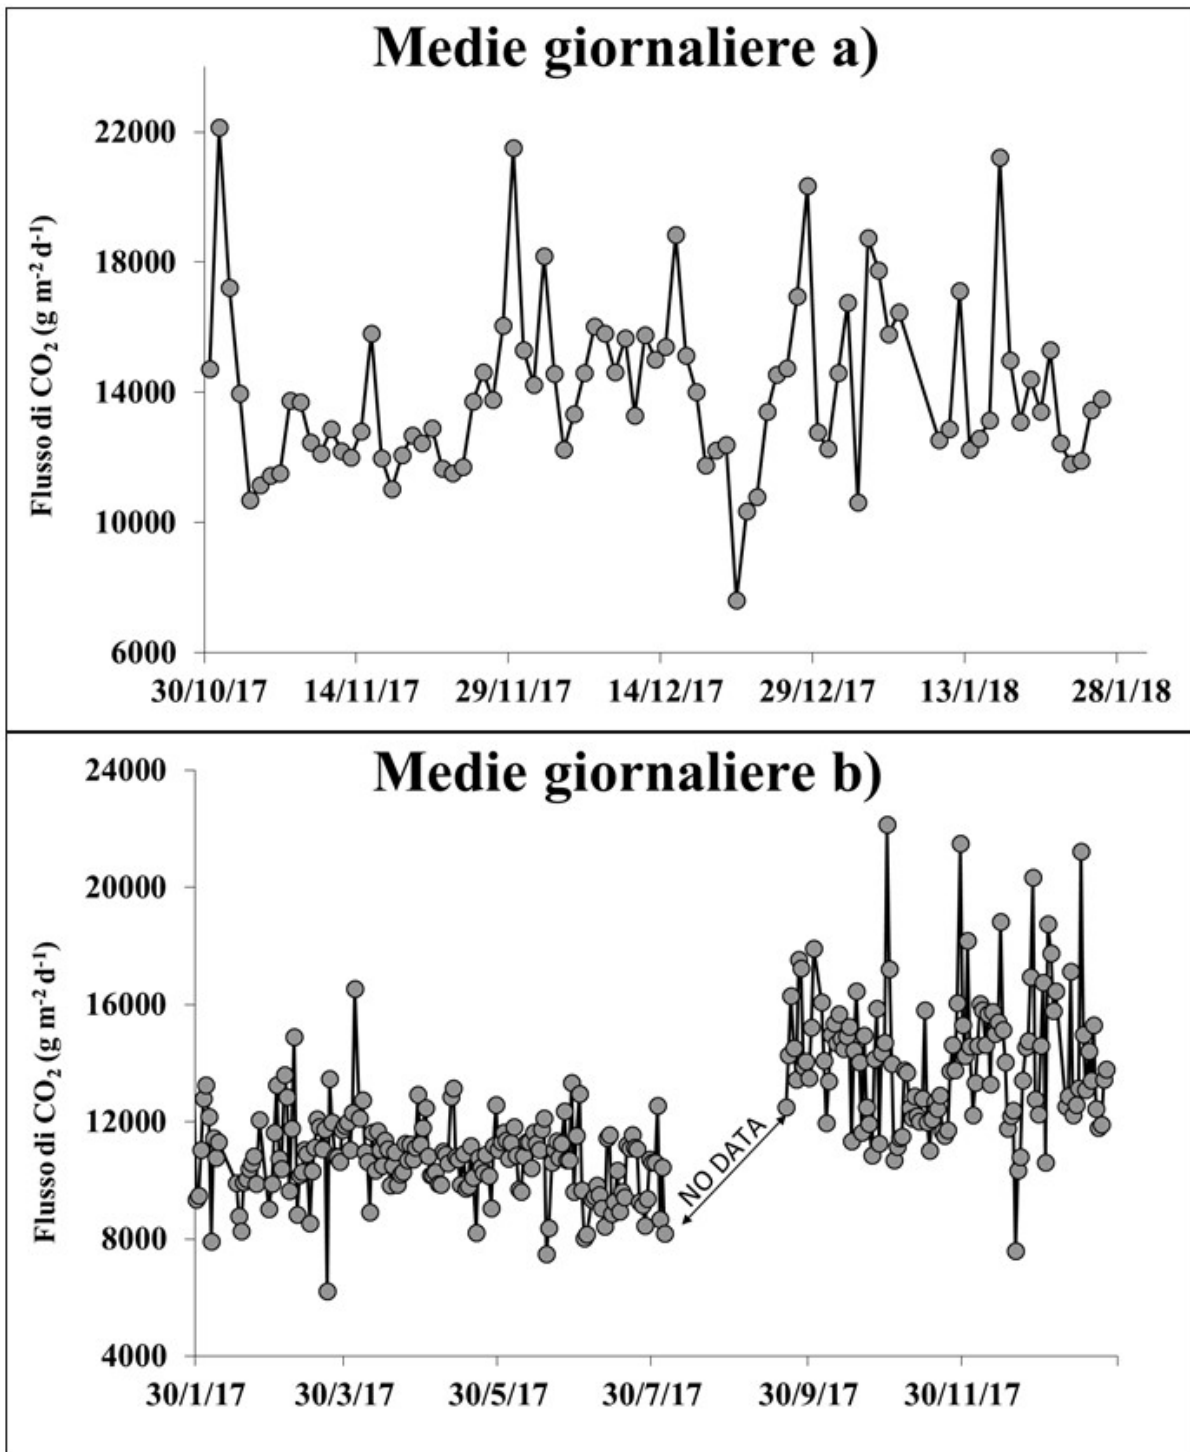 Medie giornaliere a)
Flusso di CO₂ (g m⁻² d⁻¹)
22000
18000
14000
10000
6000
30/10/17 14/11/17 29/11/17 14/12/17 29/12/17 13/1/18 28/1/18
Medie giornaliere b)
Flusso di CO₂ (g m⁻² d⁻¹)
24000
20000
16000
12000
8000
4000
NO DATA
30/1/17 30/3/17 30/5/17 30/7/17 30/9/17 30/11/17